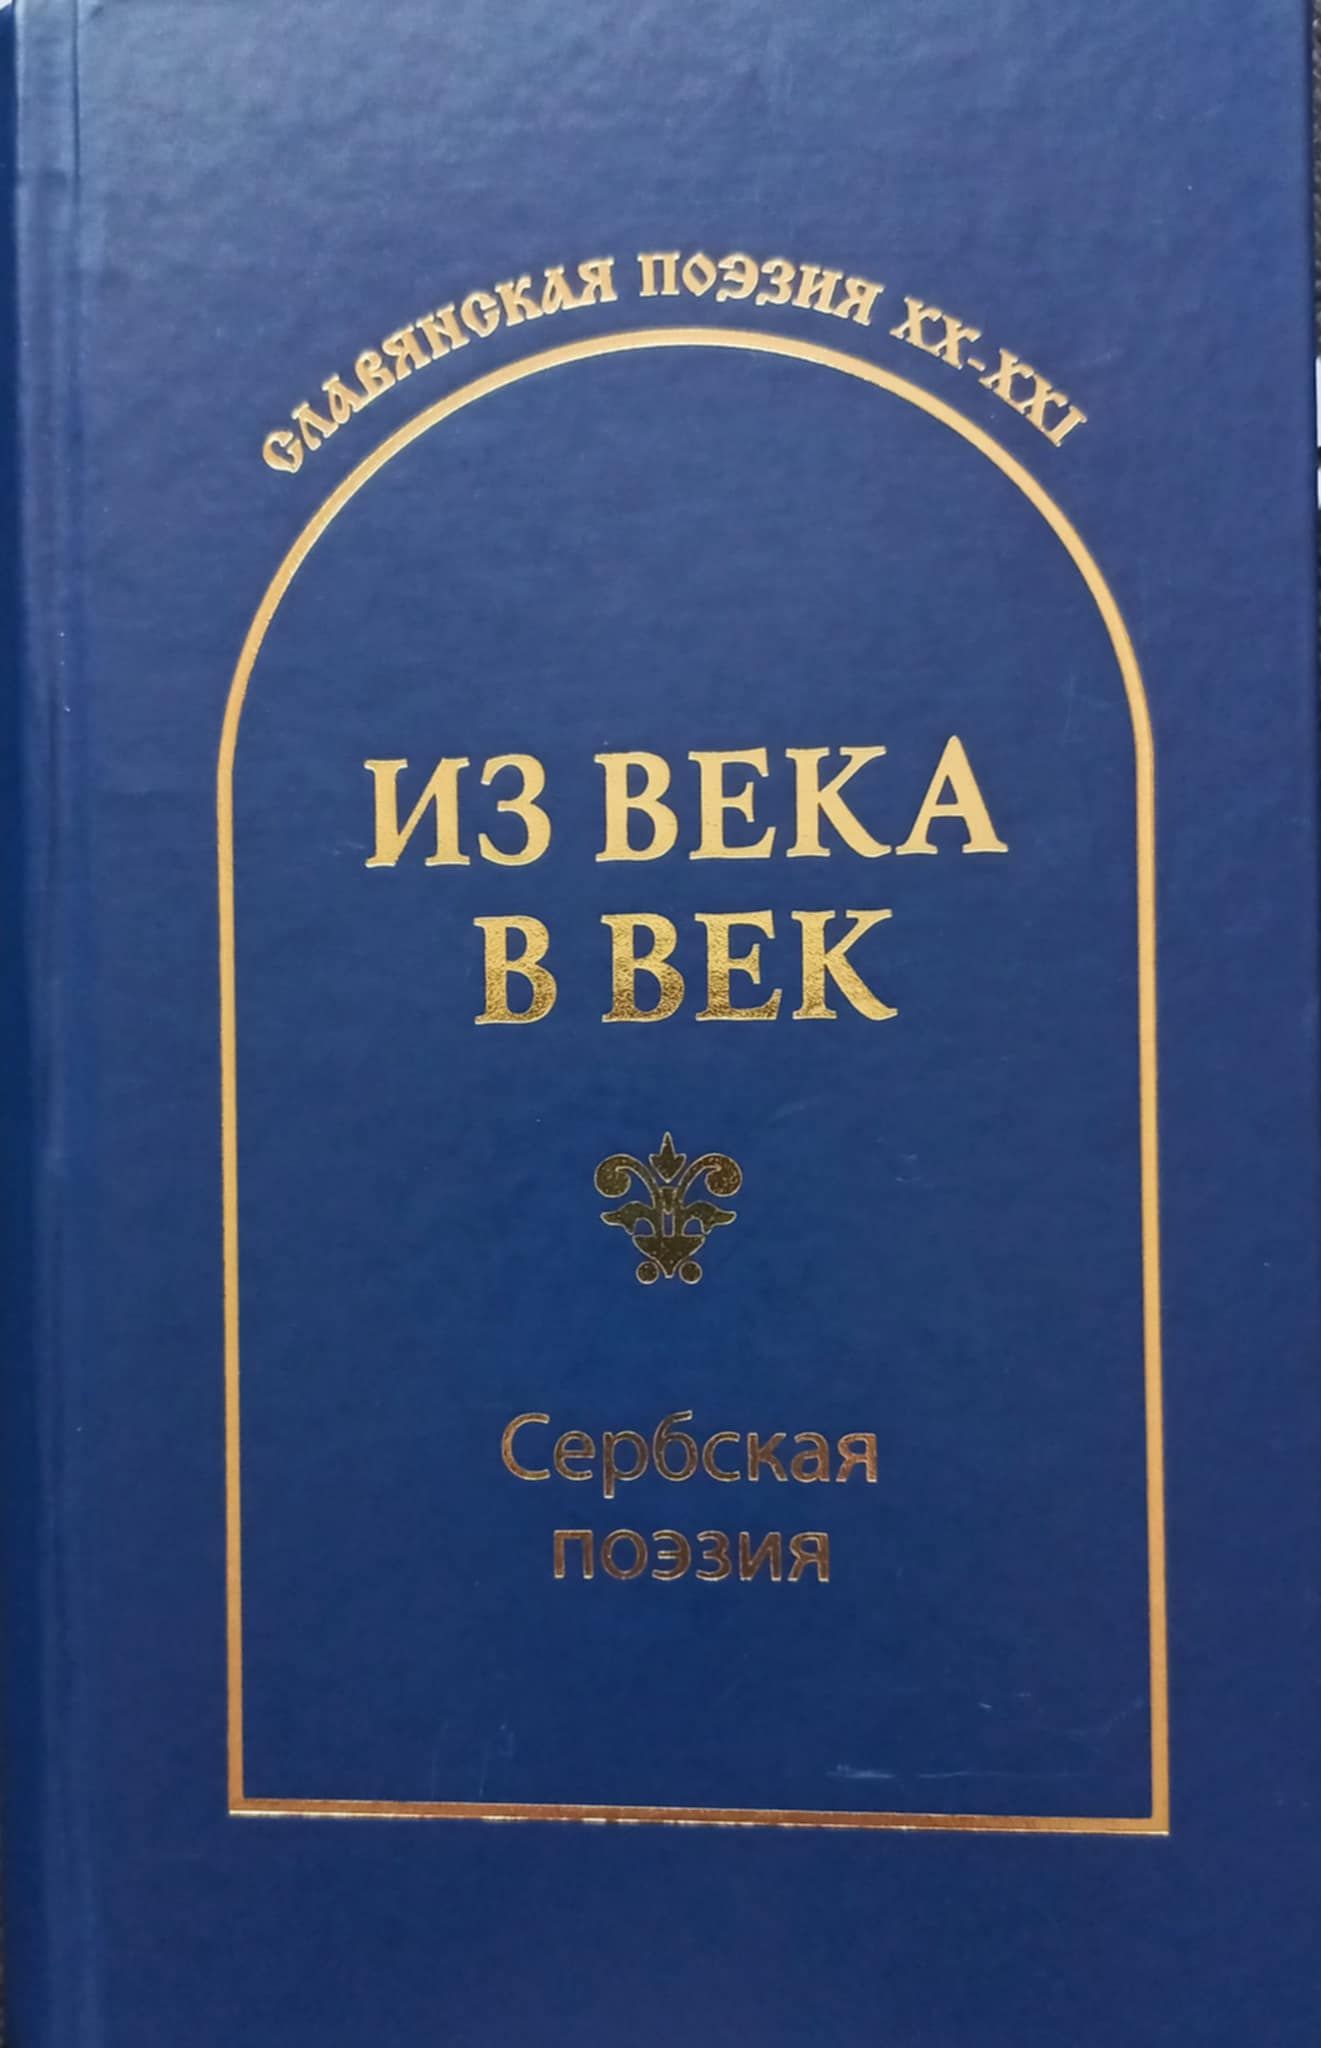 СЛАВЯНСКАЯ ПОЭЗИЯ XX-XXI
ИЗ ВЕКА
В ВЕК
Сербская
поэзия